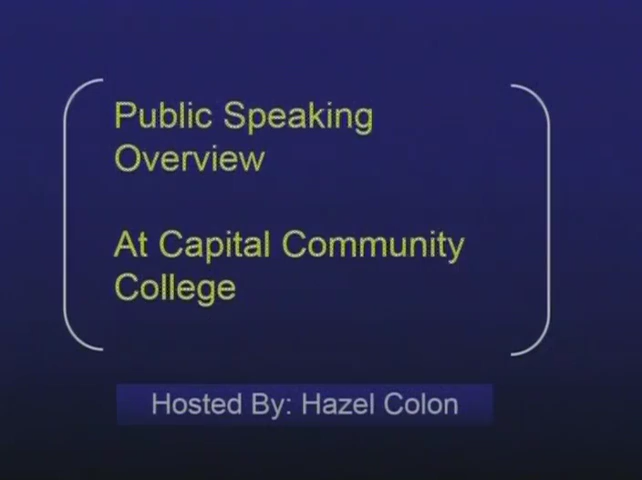 Public Speaking
Overview
At Capital Community
College
Hosted By: Hazel Colon